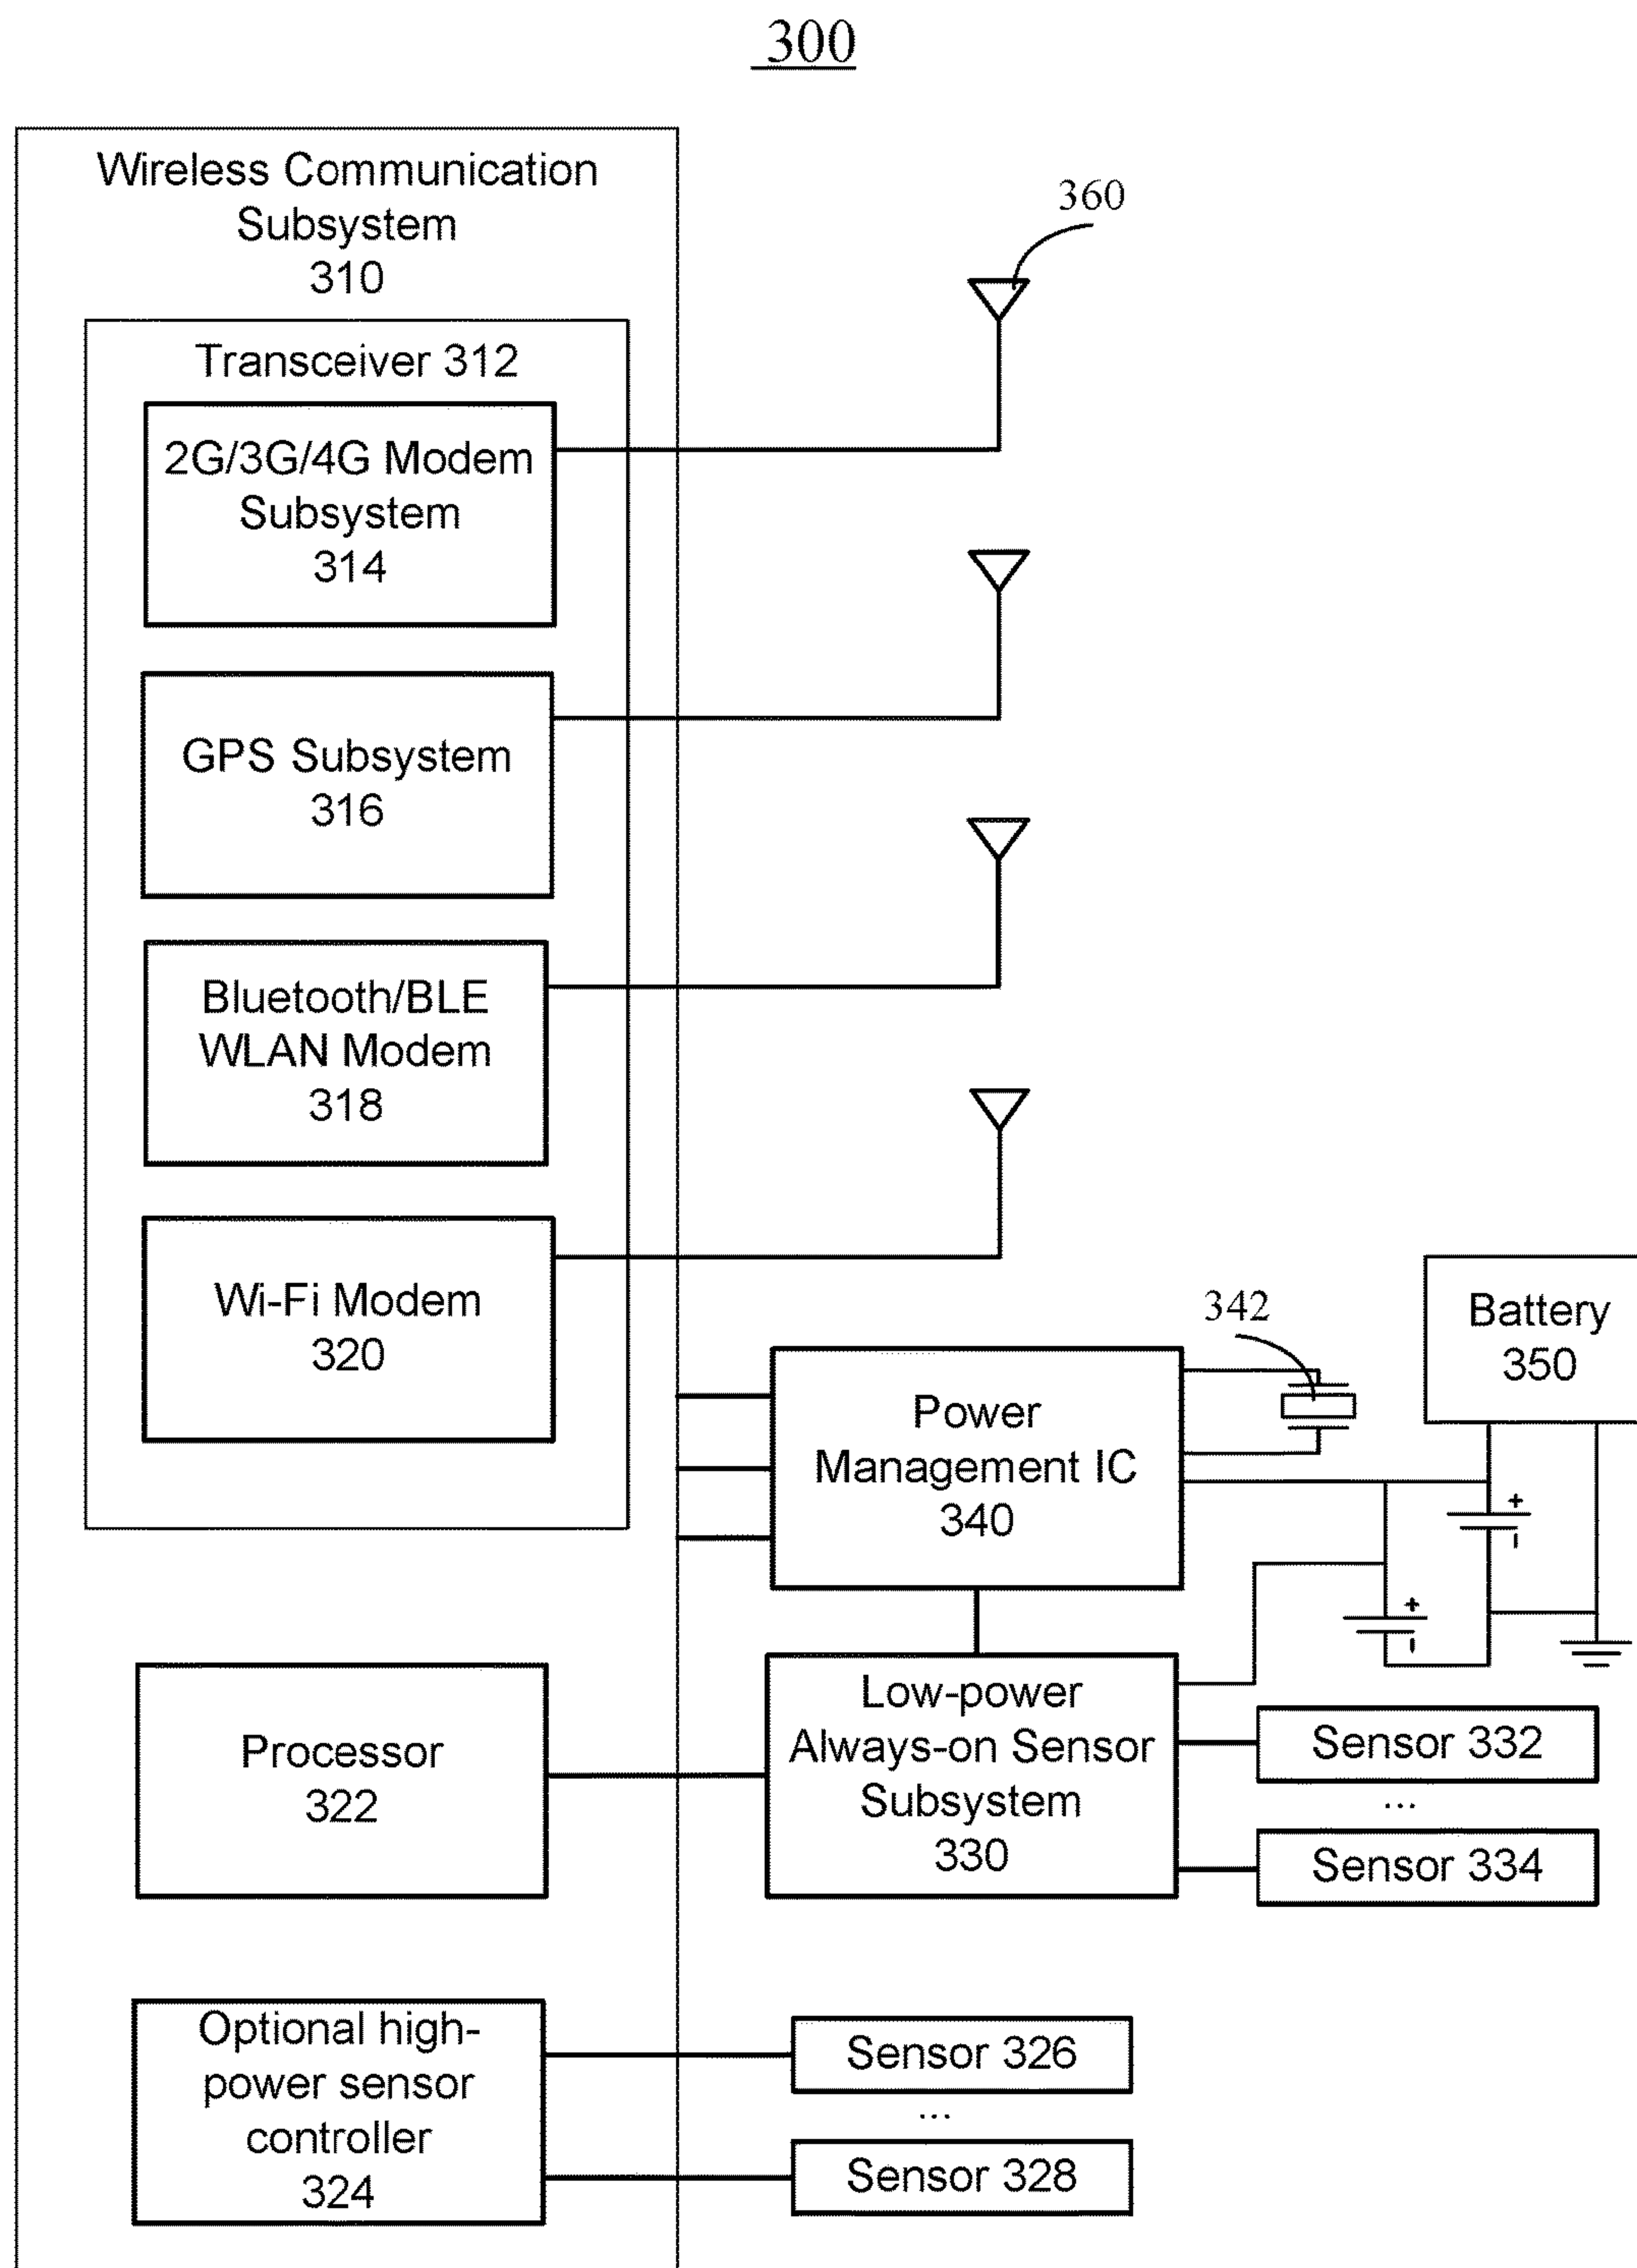 300
Wireless Communication
Subsystem
310
360
Transceiver 312
2G/3G/4G Modem
Subsystem
314
GPS Subsystem
316
Bluetooth/BLE
WLAN Modem
318
Wi-Fi Modem
320
342
Battery
350
Power
Management IC
340
+
-
+
-
Processor
322
Low-power
Always-on Sensor
Subsystem
330
Sensor 332
...
Sensor 334
Optional high-
power sensor
controller
324
Sensor 326
...
Sensor 328